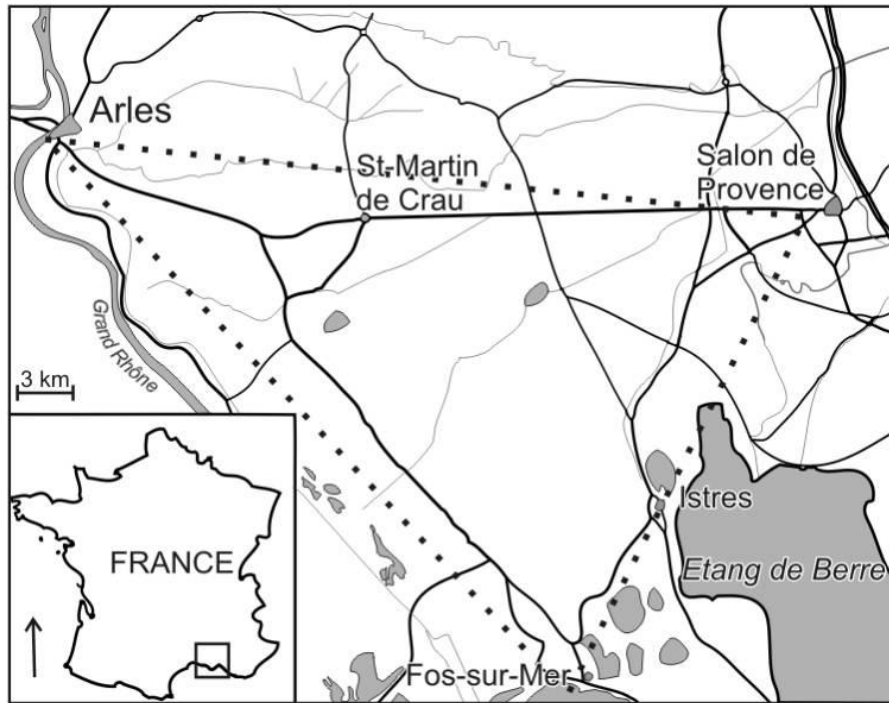 Arles
St-Martin
de Crau
Salon de
Provence
Grand Rhône
3 km
Istres
FRANCE
Etang de Berre
Fos-sur-Mer